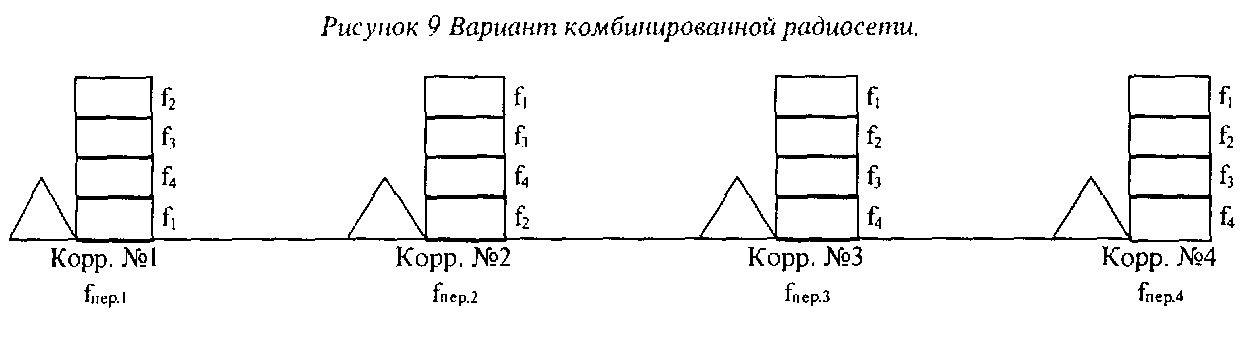 Рисунок 9 Вариант комбинированной радиосети.
f₂ f₁ f₁ f₁
f₃ f₁ f₂ f₂
f₄ f₄ f₃ f₃
f₁ f₂ f₄ f₄
Корр. №1 Корр. №2 Корр. №3 Корр. №4
fпер.1 fпер.2 fпер.3 fпер.4